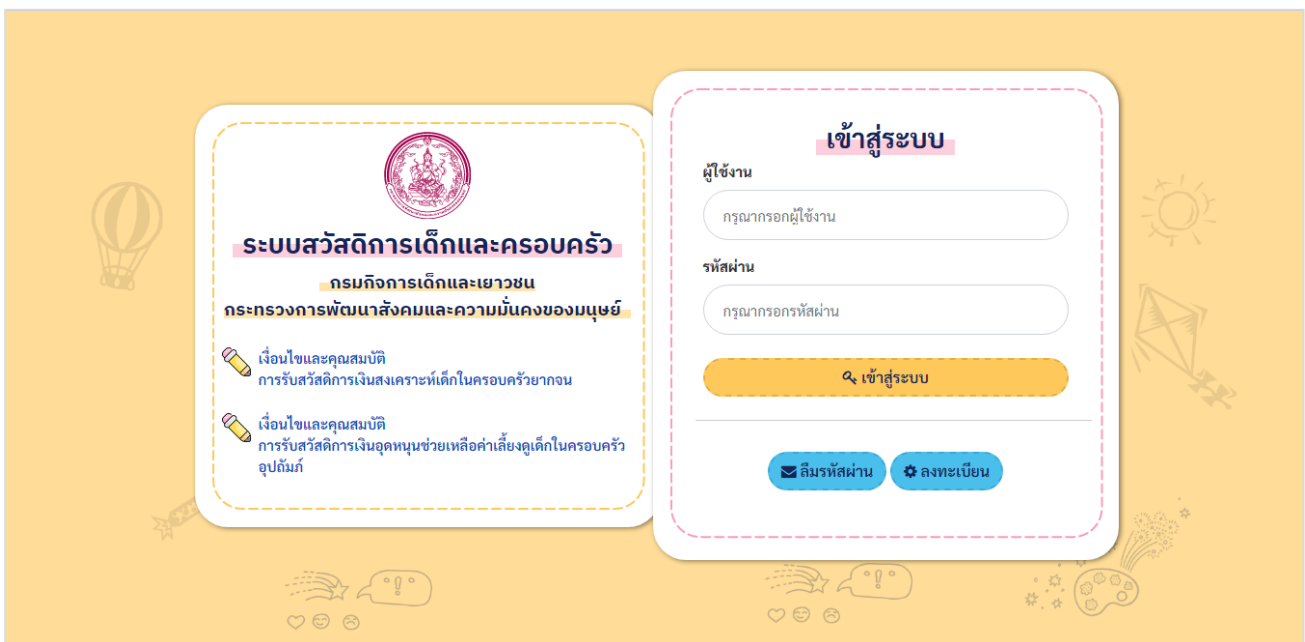 ระบบสวัสดิการเด็กและครอบครัว
กรมกิจการเด็กและเยาวชน
กระทรวงการพัฒนาสังคมและความมั่นคงของมนุษย์
เงื่อนไขและคุณสมบัติ
การรับสวัสดิการเงินสงเคราะห์เด็กในครอบครัวยากจน
เงื่อนไขและคุณสมบัติ
การรับสวัสดิการเงินอุดหนุนช่วยเหลือค่าเลี้ยงดูเด็กในครอบครัว
อุปถัมภ์
เข้าสู่ระบบ
ผู้ใช้งาน
กรุณากรอกผู้ใช้งาน
รหัสผ่าน
กรุณากรอกรหัสผ่าน
เข้าสู่ระบบ
ลืมรหัสผ่าน
ลงทะเบียน